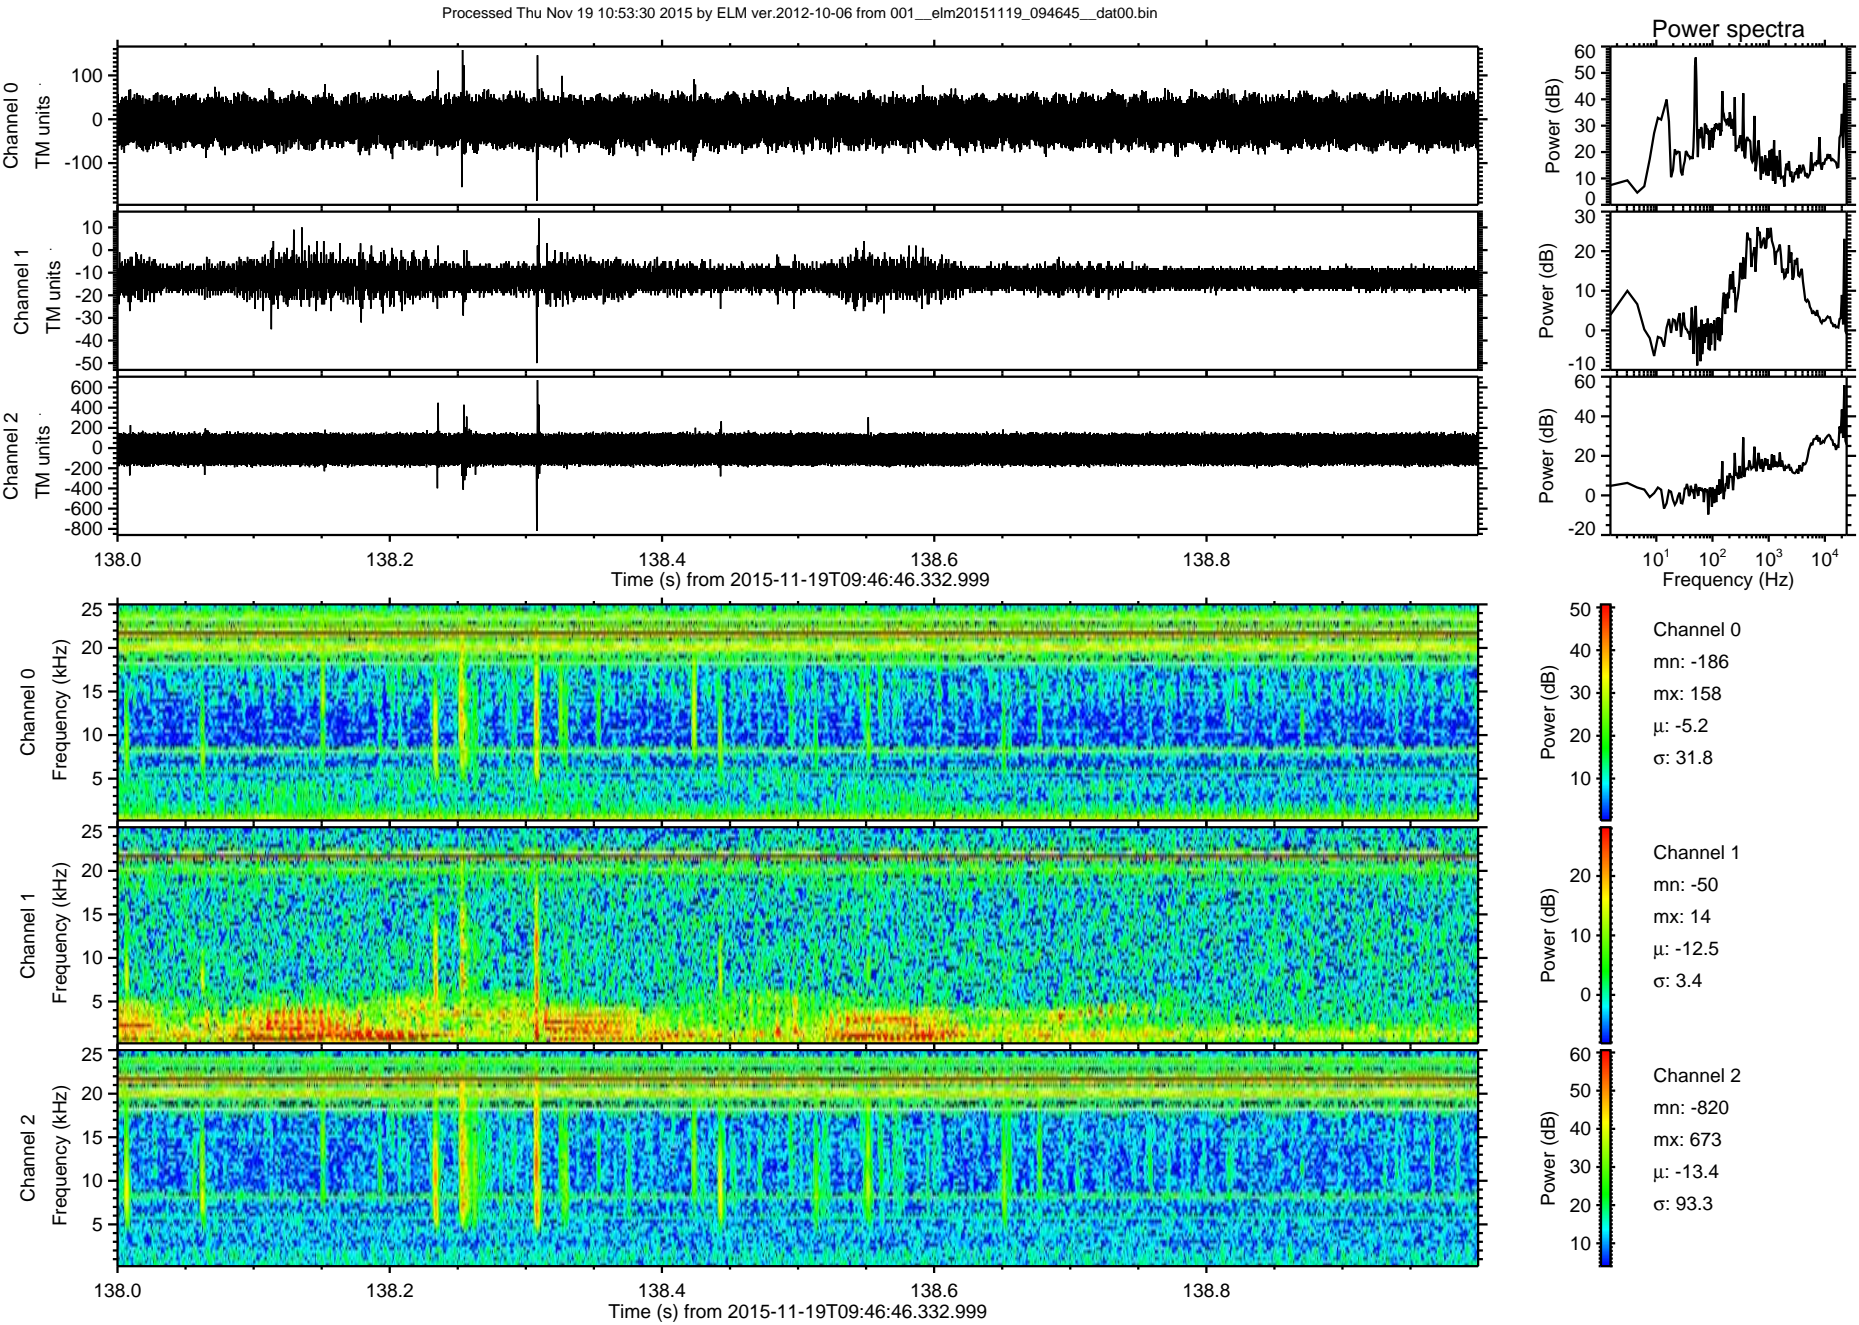 Processed Thu Nov 19 10:53:30 2015 by ELM ver.2012-10-06 from 001__elm20151119_094645__dat00.bin
Power spectra
Channel 0
TM units
100
0
-100
Power (dB)
60
50
40
30
20
10
0
Channel 1
TM units
10
0
-10
-20
-30
-40
-50
Power (dB)
30
20
10
0
-10
Channel 2
TM units
600
400
200
0
-200
-400
-600
-800
Power (dB)
60
40
20
0
-20
138.0 138.2 138.4 138.6 138.8
Time (s) from 2015-11-19T09:46:46.332.999
10¹ 10² 10³ 10⁴
Frequency (Hz)
Channel 0
Frequency (kHz)
25
20
15
10
5
Power (dB)
50
40
30
20
10
Channel 0
mn: -186
mx: 158
μ: -5.2
σ: 31.8
Channel 1
Frequency (kHz)
25
20
15
10
5
Power (dB)
20
10
0
Channel 1
mn: -50
mx: 14
μ: -12.5
σ: 3.4
Channel 2
Frequency (kHz)
25
20
15
10
5
Power (dB)
60
50
40
30
20
10
Channel 2
mn: -820
mx: 673
μ: -13.4
σ: 93.3
138.0 138.2 138.4 138.6 138.8
Time (s) from 2015-11-19T09:46:46.332.999